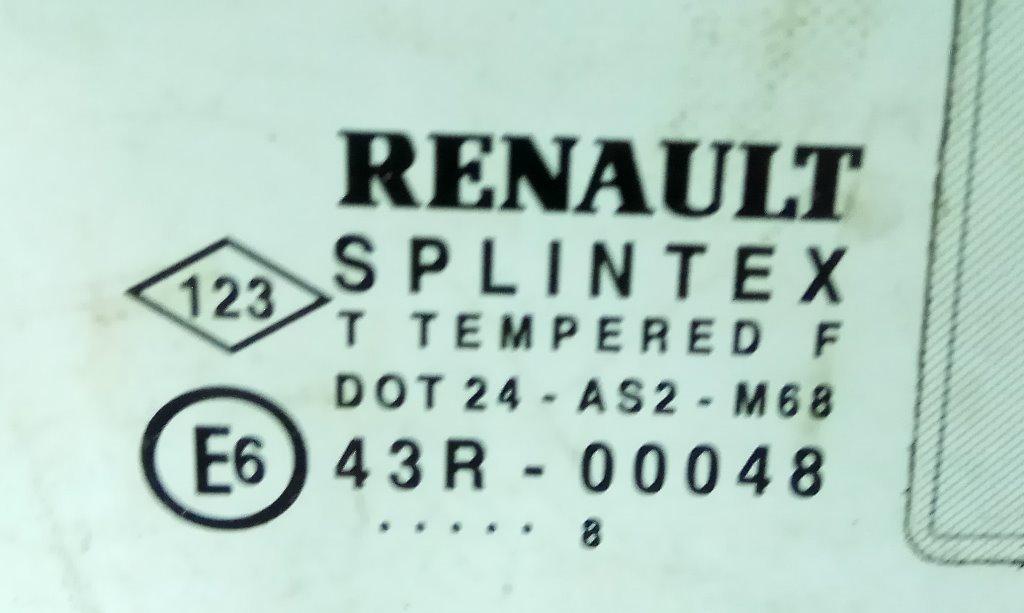 RENAULT
SPLINTEX
123
T TEMPERED F
DOT 24 - AS2 - M68
E6
43R - 00048
. . . . . 8